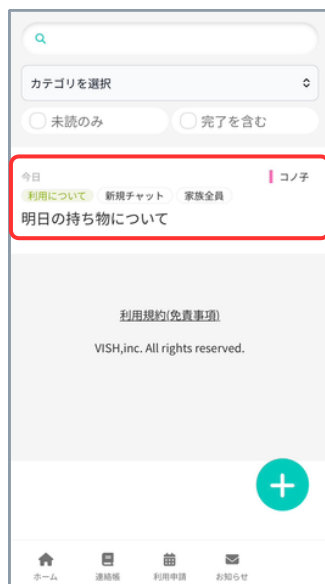 カテゴリを選択
未読のみ 完了を含む
今日 コノ子
利用について 新規チャット 家族全員
明日の持ち物について
利用規約(免責事項)
VISH,inc. All rights reserved.
ホーム 連絡帳 利用申請 お知らせ